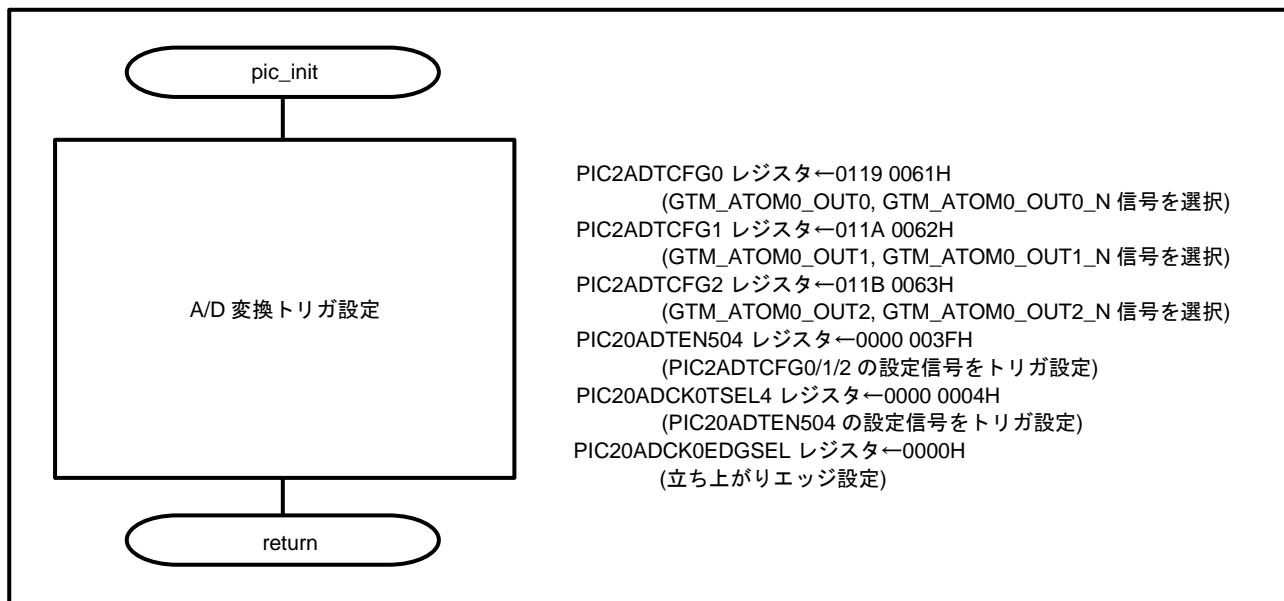 pic_init
A/D 変換トリガ設定
PIC2ADTCFG0 レジスタ←0119 0061H
(GTM_ATOM0_OUT0, GTM_ATOM0_OUT0_N 信号を選択)
PIC2ADTCFG1 レジスタ←011A 0062H
(GTM_ATOM0_OUT1, GTM_ATOM0_OUT1_N 信号を選択)
PIC2ADTCFG2 レジスタ←011B 0063H
(GTM_ATOM0_OUT2, GTM_ATOM0_OUT2_N 信号を選択)
PIC20ADTEN504 レジスタ←0000 003FH
(PIC2ADTCFG0/1/2 の設定信号をトリガ設定)
PIC20ADCK0TSEL4 レジスタ←0000 0004H
(PIC20ADTEN504 の設定信号をトリガ設定)
PIC20ADCK0EDGSEL レジスタ←0000H
(立ち上がりエッジ設定)
return